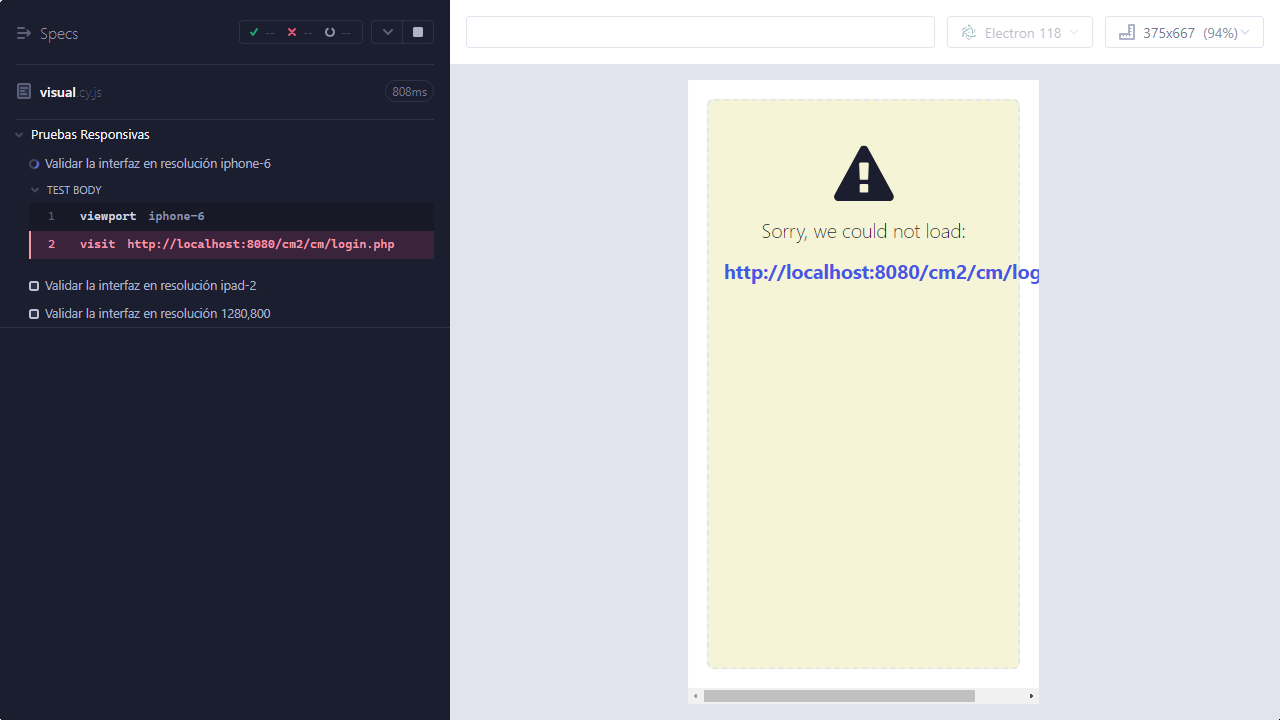 Specs
-- -- --
Electron 118
375x667 (94%)
visual.cy.js
808ms
Pruebas Responsivas
Validar la interfaz en resolución iphone-6
TEST BODY
1 viewport iphone-6
2 visit http://localhost:8080/cm2/cm/login.php
Validar la interfaz en resolución ipad-2
Validar la interfaz en resolución 1280,800
Sorry, we could not load:
http://localhost:8080/cm2/cm/log